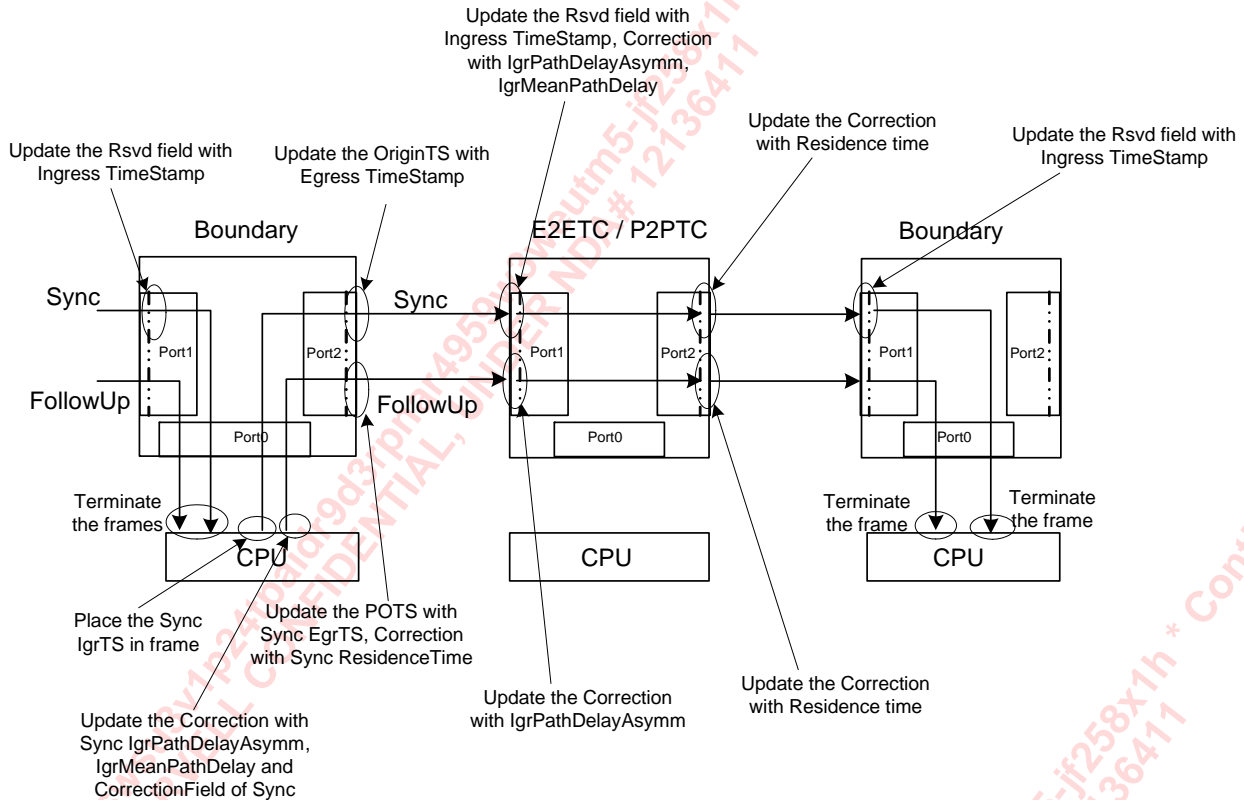 Update the Rsvd field with
Ingress TimeStamp, Correction
with IgrPathDelayAsymm,
IgrMeanPathDelay
Update the Rsvd field with
Ingress TimeStamp
Update the OriginTS with
Egress TimeStamp
Update the Correction
with Residence time
Update the Rsvd field with
Ingress TimeStamp
Boundary
E2ETC / P2PTC
Boundary
Sync
Sync
Port1
Port2
Port1
Port2
Port1
Port2
FollowUp
FollowUp
Port0
Port0
Port0
Terminate
the frames
Terminate
the frame
Terminate
the frame
CPU
CPU
CPU
Place the Sync
IgrTS in frame
Update the POTS with
Sync EgrTS, Correction
with Sync ResidenceTime
Update the Correction
with IgrPathDelayAsymm
Update the Correction
with Residence time
Update the Correction with
Sync IgrPathDelayAsymm,
IgrMeanPathDelay and
CorrectionField of Sync